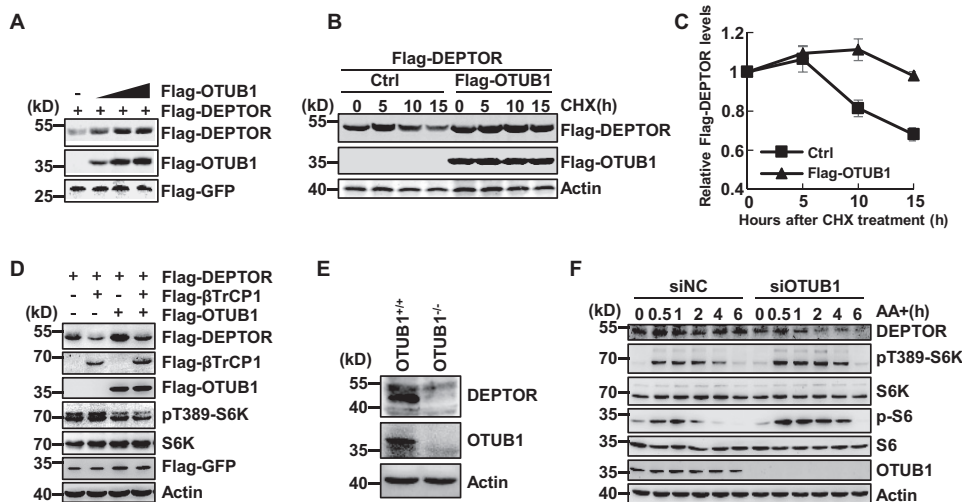 A
- Flag-OTUB1
(kD) + + + + Flag-DEPTOR
55 Flag-DEPTOR
35 Flag-OTUB1
25 Flag-GFP
B
Flag-DEPTOR
Ctrl Flag-OTUB1
(kD) 0 5 10 15 0 5 10 15 CHX(h)
55 Flag-DEPTOR
35 Flag-OTUB1
40 Actin
C
Relative Flag-DEPTOR levels
1.2
1
0.8
0.6
0.4
Ctrl
Flag-OTUB1
0 5 10 15
Hours after CHX treatment (h)
D
+ + + + Flag-DEPTOR
- + - + Flag-βTrCP1
(kD) - - + + Flag-OTUB1
55 Flag-DEPTOR
70 Flag-βTrCP1
35 Flag-OTUB1
70 pT389-S6K
70 S6K
35 Flag-GFP
40 Actin
E
OTUB1+/+
OTUB1-/-
(kD)
55
40
DEPTOR
40
35
OTUB1
40 Actin
F
siNC siOTUB1
(kD) 0 0.5 1 2 4 6 0 0.5 1 2 4 6 AA+(h)
55 DEPTOR
70 pT389-S6K
70 S6K
35 p-S6
35 S6
35 OTUB1
40 Actin